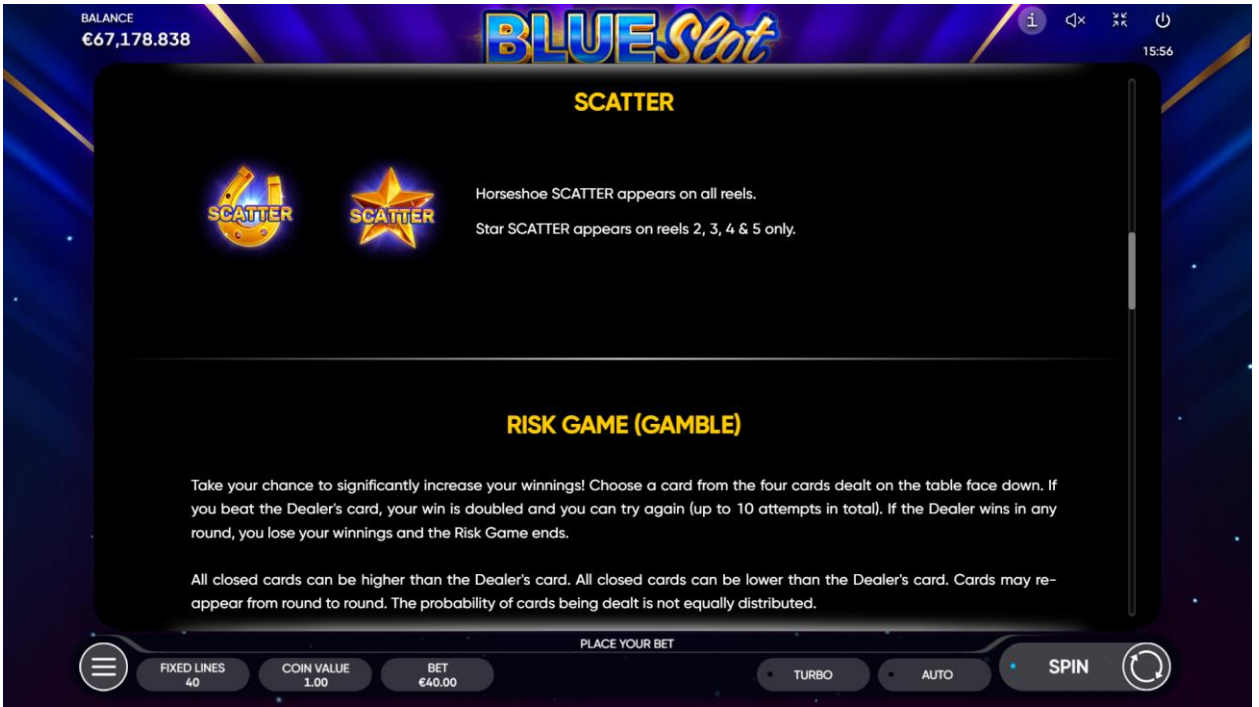 BALANCE
€67,178.838
BLUE Slot
15:56
SCATTER
SCATTER SCATTER
Horseshoe SCATTER appears on all reels.
Star SCATTER appears on reels 2, 3, 4 & 5 only.
RISK GAME (GAMBLE)
Take your chance to significantly increase your winnings! Choose a card from the four cards dealt on the table face down. If
you beat the Dealer's card, your win is doubled and you can try again (up to 10 attempts in total). If the Dealer wins in any
round, you lose your winnings and the Risk Game ends.
All closed cards can be higher than the Dealer's card. All closed cards can be lower than the Dealer's card. Cards may re-
appear from round to round. The probability of cards being dealt is not equally distributed.
PLACE YOUR BET
FIXED LINES
40
COIN VALUE
1.00
BET
€40.00
TURBO
AUTO
SPIN